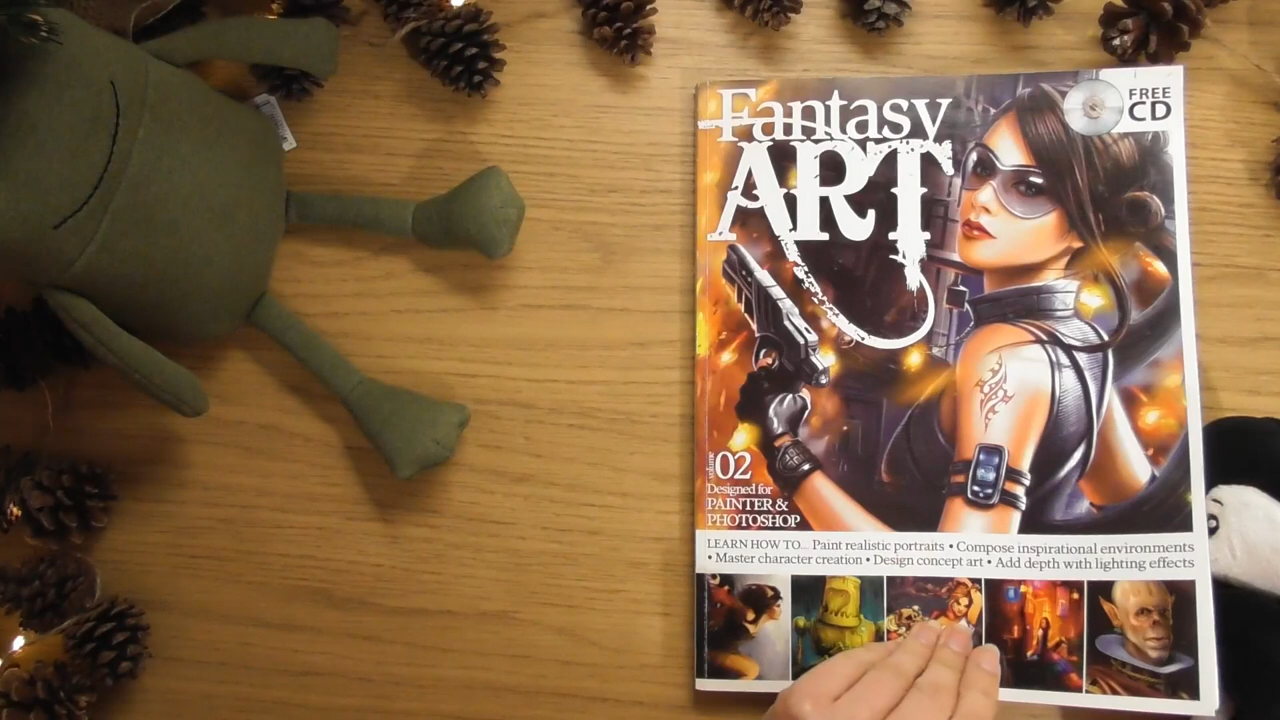 Fantasy
ART
FREE
CD
volume
02
Designed for
PAINTER &
PHOTOSHOP
LEARN HOW TO... Paint realistic portraits • Compose inspirational environments
• Master character creation • Design concept art • Add depth with lighting effects